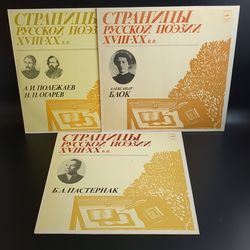 СТРАНИЦЫ
РУССКОЙ ПОЭЗИИ
XVIII-XX В.В.
А. И. ПОЛЕЖАЕВ
Н. П. ОГАРЕВ
СТРАНИЦЫ
РУССКОЙ ПОЭЗИИ
XVIII-XX В.В.
АЛЕКСАНДР
БЛОК
СТРАНИЦЫ
РУССКОЙ ПОЭЗИИ
XVIII-XX В.В.
Б. Л. ПАСТЕРНАК